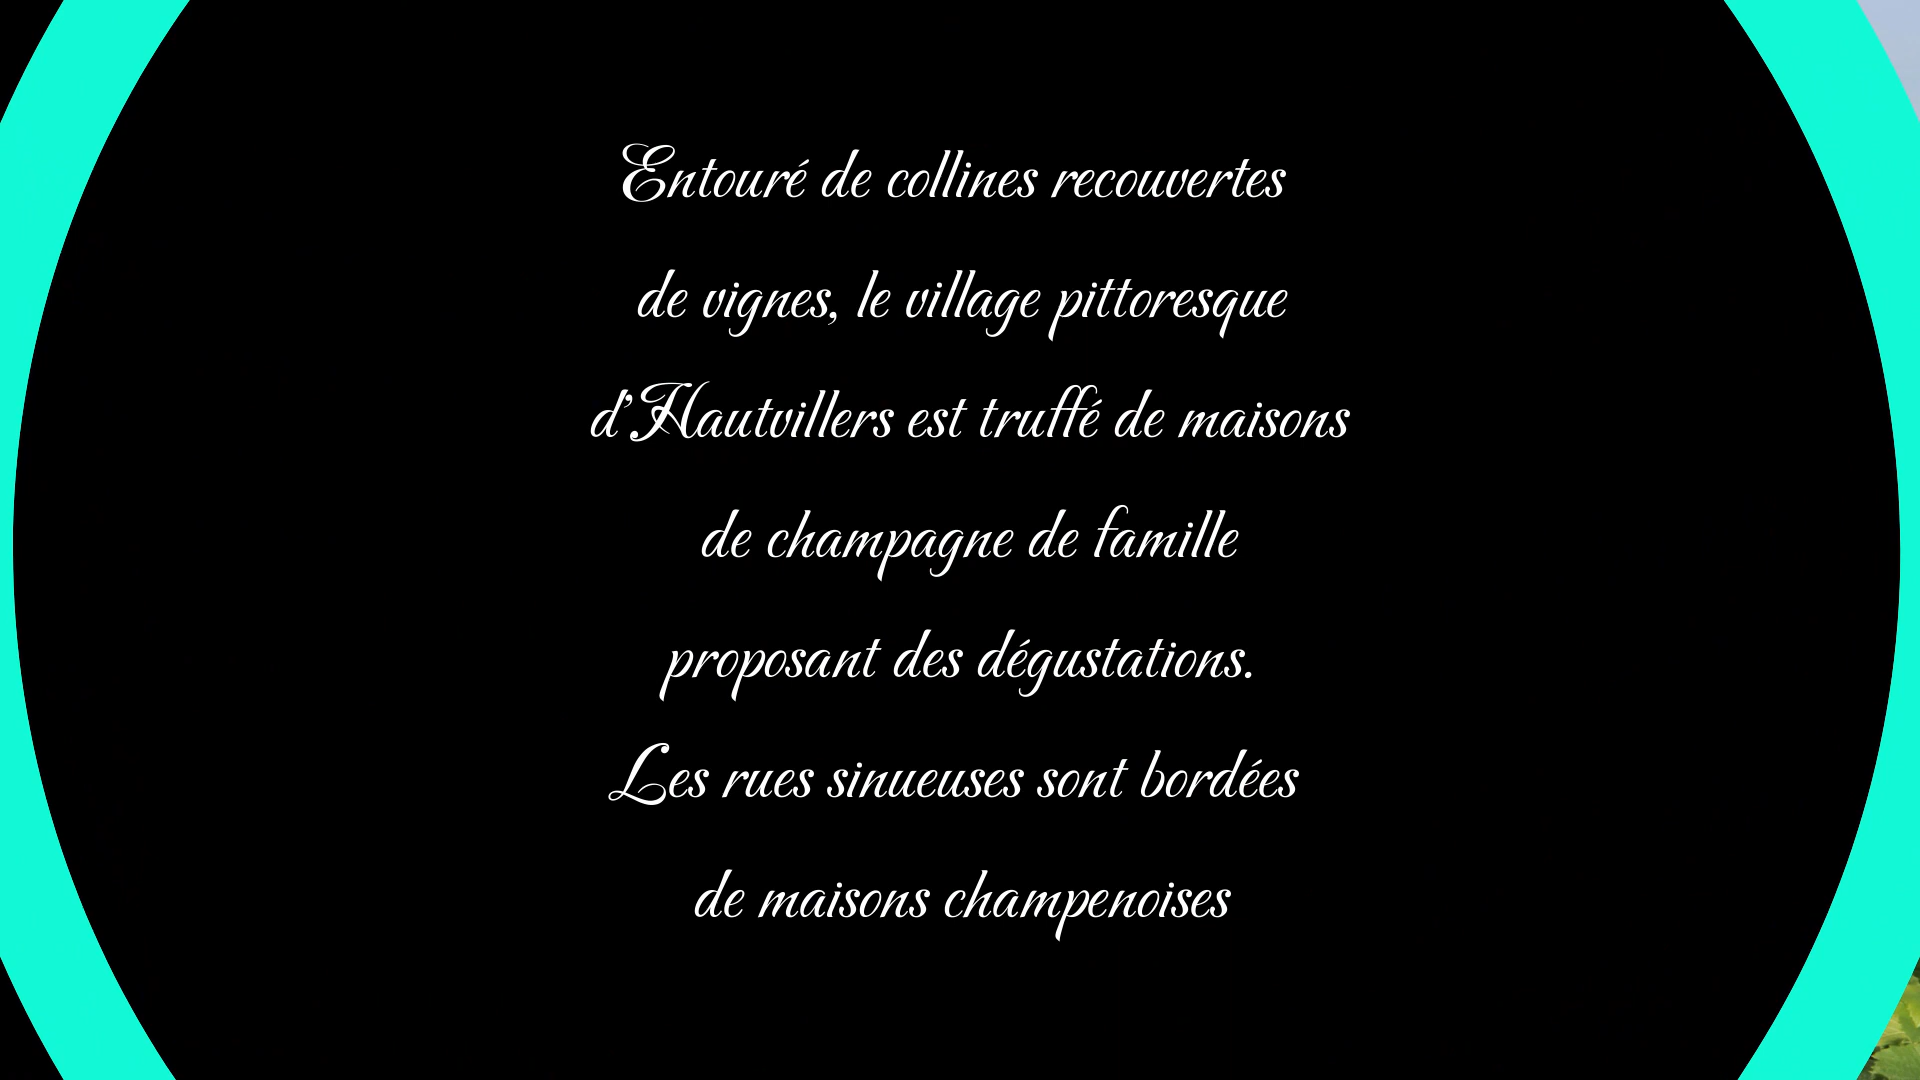 Entouré de collines recouvertes
de vignes, le village pittoresque
d'Hautvillers est truffé de maisons
de champagne de famille
proposant des dégustations.
Les rues sinueuses sont bordées
de maisons champenoises